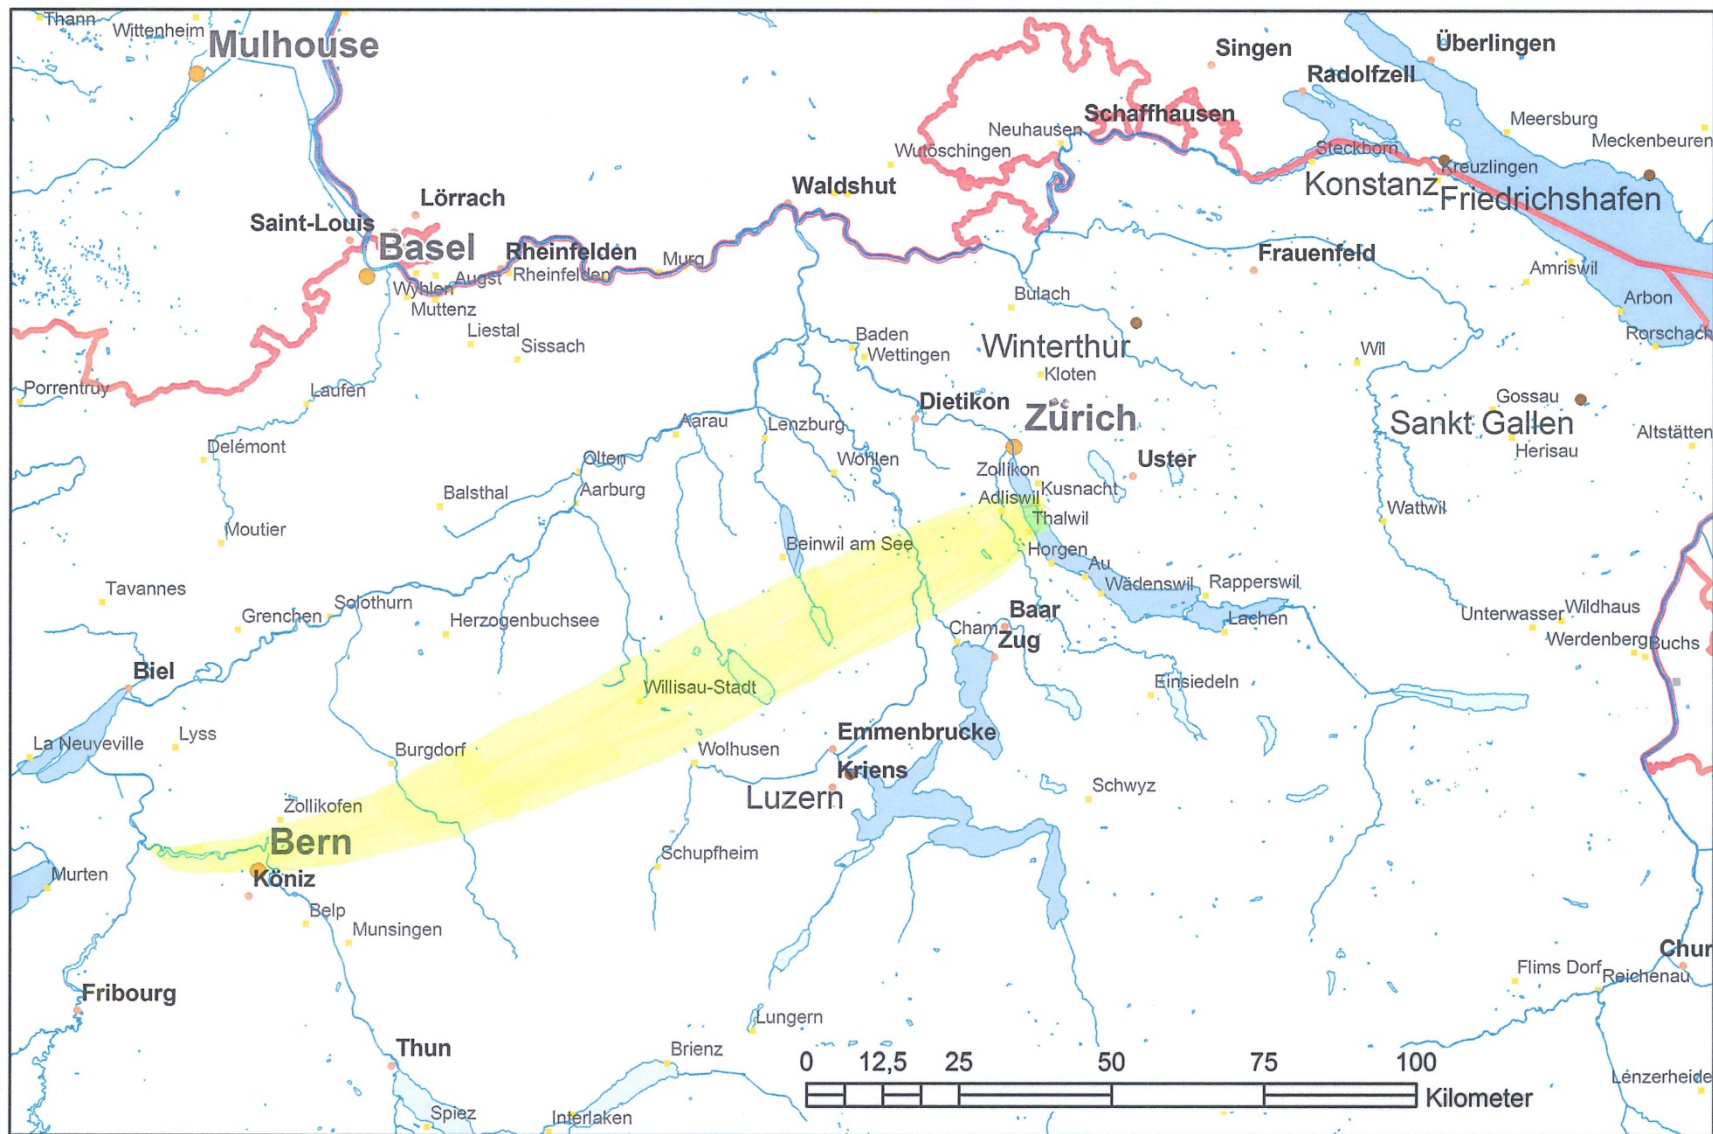 Thann
Wittenheim
Mulhouse
Singen
Überlingen
Radolfzell
Schaffhausen
Neuhausen
Meersburg
Meckenbeuren
Wutöschingen
Steckborn
Kreuzlingen
Konstanz
Friedrichshafen
Waldshut
Lörrach
Saint-Louis
Basel
Rheinfelden
Rheinfelden
Murg
Augst
Wyhlen
Muttenz
Frauenfeld
Amriswil
Arbon
Rorschach
Bulach
Liestal
Sissach
Baden
Wettingen
Winterthur
Kloten
Wil
Porrentruy
Laufen
Dietikon
Zürich
Gossau
Sankt Gallen
Herisau
Altstätten
Aarau
Lenzburg
Delémont
Olten
Wohlen
Uster
Zollikon
Kusnacht
Adliswil
Thalwil
Balsthal
Aarburg
Wattwil
Moutier
Beinwil am See
Horgen
Au
Wädenswil
Rapperswil
Tavannes
Grenchen
Solothurn
Herzogenbuchsee
Baar
Cham
Zug
Lachen
Unterwasser
Wildhaus
Werdenberg
Buchs
Biel
Willisau-Stadt
Einsiedeln
Lyss
La Neuveville
Burgdorf
Wolhusen
Emmenbrucke
Kriens
Luzern
Schwyz
Zollikofen
Bern
Köniz
Murten
Schupfheim
Belp
Munsingen
Chur
Flims Dorf
Reichenau
Fribourg
Lungern
Thun
Brienz
Lenzerheide
Spiez
Interlaken
0 12,5 25 50 75 100
Kilometer